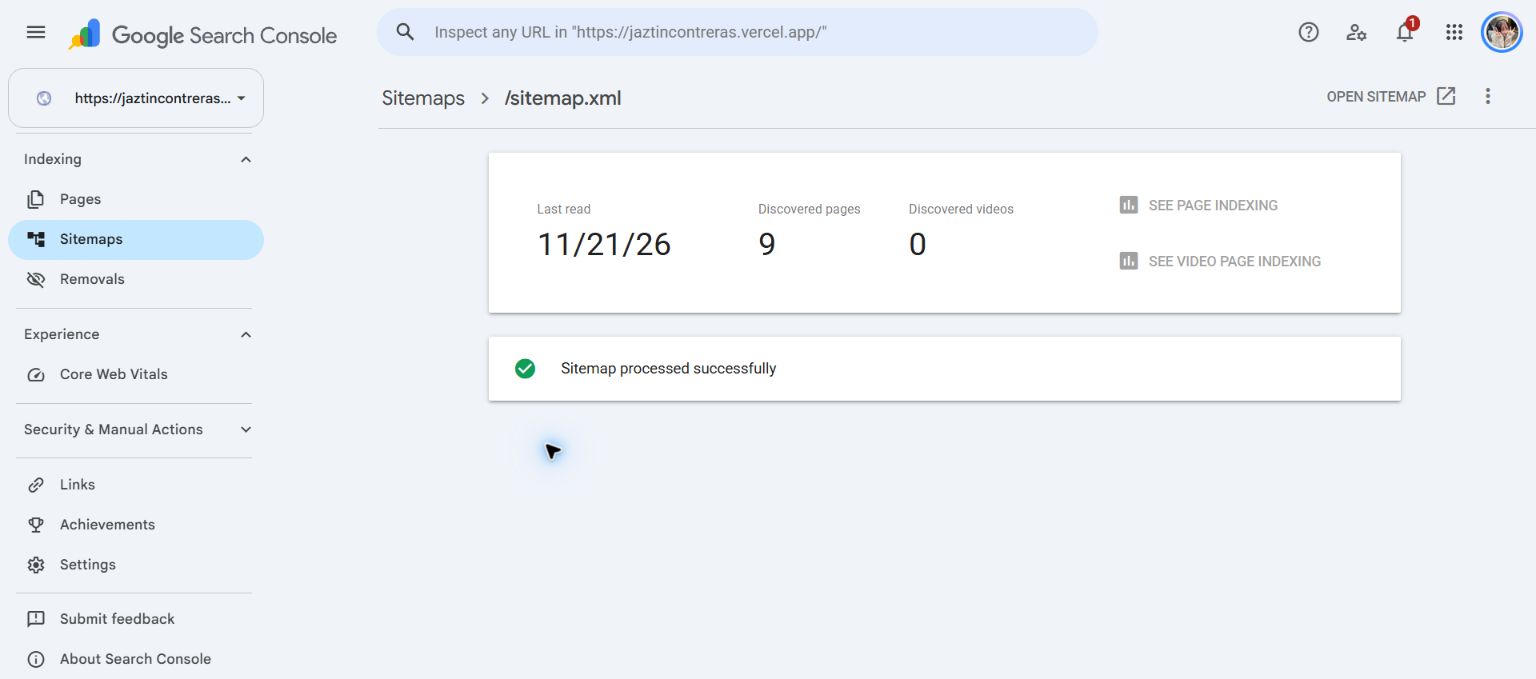 Google Search Console
Inspect any URL in "https://jaztincontreras.vercel.app/"
1
https://jaztincontreras...
Sitemaps > /sitemap.xml
OPEN SITEMAP
Indexing
Pages
Sitemaps
Removals
Experience
Core Web Vitals
Security & Manual Actions
Links
Achievements
Settings
Submit feedback
About Search Console
Last read
11/21/26
Discovered pages
9
Discovered videos
0
SEE PAGE INDEXING
SEE VIDEO PAGE INDEXING
Sitemap processed successfully